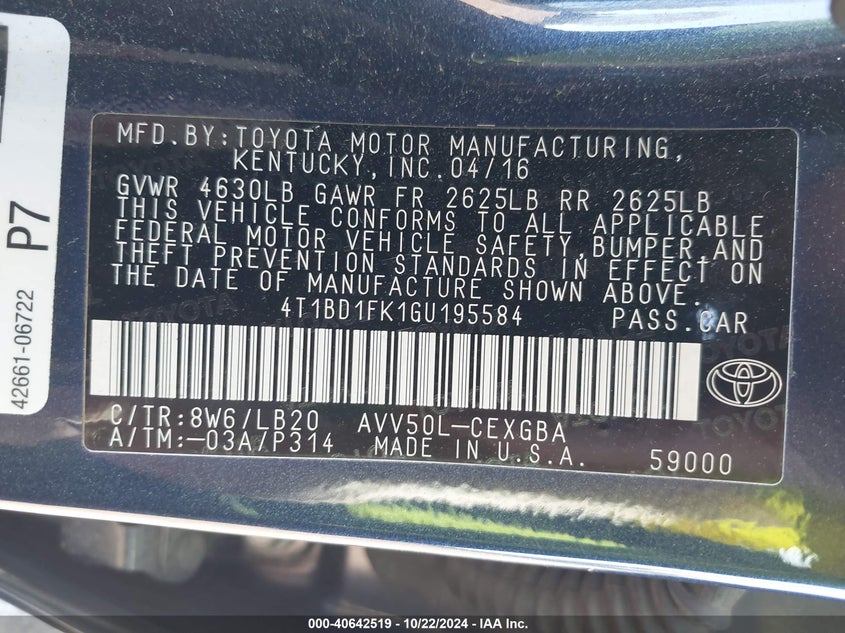 MFD.BY:TOYOTA MOTOR MANUFACTURING,
KENTUCKY,INC.04/16
GVWR 4630LB GAWR FR 2625LB RR 2625LB
THIS VEHICLE CONFORMS TO ALL APPLICABLE
FEDERAL MOTOR VEHICLE SAFETY,BUMPER,AND
THEFT PREVENTION STANDARDS IN EFFECT ON
THE DATE OF MANUFACTURE SHOWN ABOVE.
4T1BD1FK1GU195584 PASS.CAR
C/TR:8W6/LB20 AVV50L-CEXGBA
A/TM:-03A/P314 MADE IN U.S.A. 59000
42661-06722 P7
000-40642519 - 10/22/2024 - IAAI - Copart, Inc.